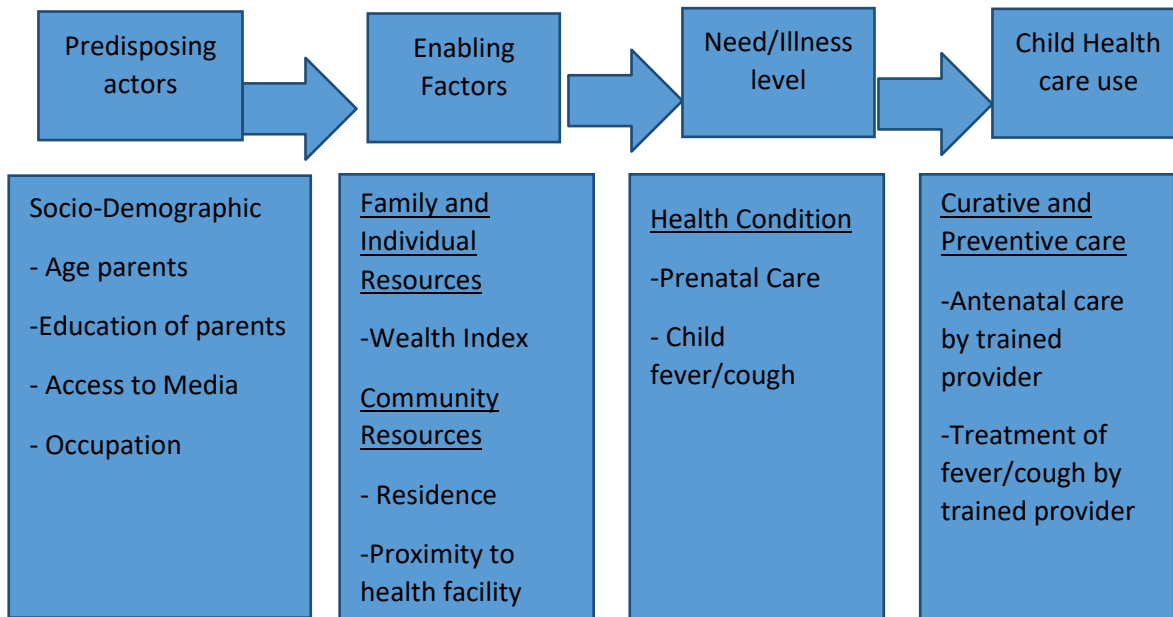 Predisposing
actors
Enabling
Factors
Need/Illness
level
Child Health
care use
Socio-Demographic
- Age parents
-Education of parents
- Access to Media
- Occupation
Family and
Individual
Resources
-Wealth Index
Community
Resources
- Residence
-Proximity to
health facility
Health Condition
-Prenatal Care
- Child
fever/cough
Curative and
Preventive care
-Antenatal care
by trained
provider
-Treatment of
fever/cough by
trained provider